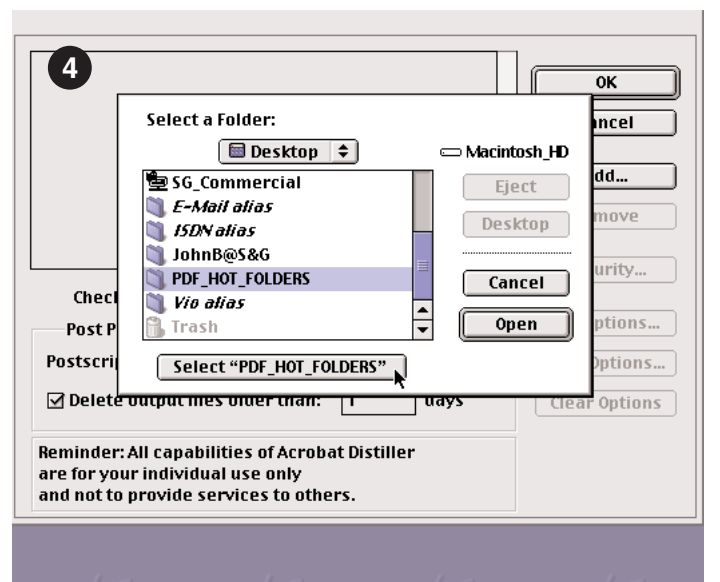 4
OK
Select a Folder:
Desktop
Macintosh_HD
SG_Commercial
E-Mail alias
ISDN alias
JohnB@S&G
PDF_HOT_FOLDERS
Vio alias
Trash
Eject
Desktop
Cancel
Open
Select “PDF_HOT_FOLDERS”
ncel
dd...
move
urity...
ptions...
Options...
Clear Options
Check
Post P
Postscrip
Delete output files older than: 1 days
Reminder: All capabilities of Acrobat Distiller
are for your individual use only
and not to provide services to others.